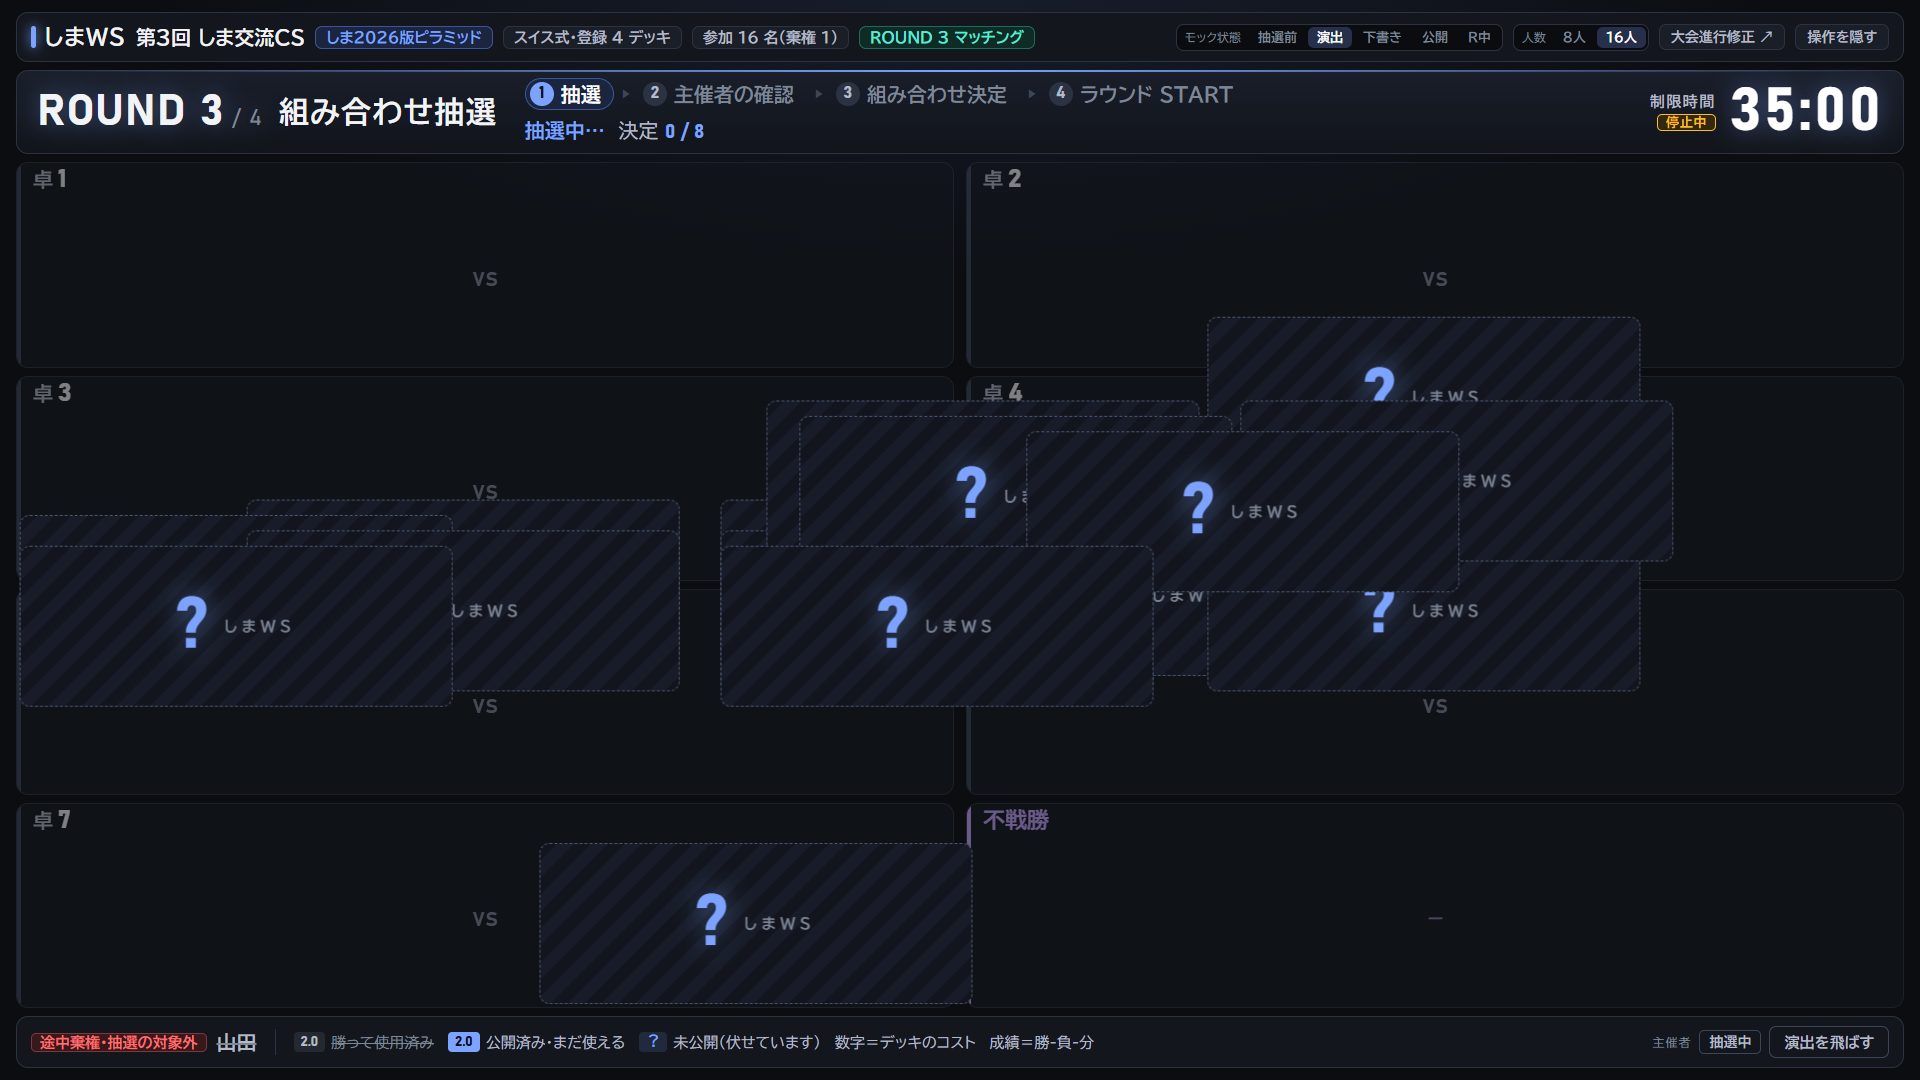 しまWS 第3回 しま交流CS しま2026版ピラミッド スイス式・登録 4 デッキ 参加 16 名(棄権 1) ROUND 3 マッチング モック状態 抽選前 演出 下書き 公開 R中 人数 8人 16人 大会進行修正 ↗ 操作を隠す
ROUND 3 / 4 組み合わせ抽選
1 抽選 ▸ 2 主催者の確認 ▸ 3 組み合わせ決定 ▸ 4 ラウンド START
抽選中… 決定 0 / 8
制限時間 停止中 35:00
卓 1
VS
卓 2
VS
卓 3
VS
卓 4
? しまWS
? し
? しまWS
まWS
? しまWS
しまWS
? しまWS
しまW
? しまWS
VS
VS
卓 7
VS
? しまWS
不戦勝
—
途中棄権・抽選の対象外 山田 2.0 勝って使用済み 2.0 公開済み・まだ使える ? 未公開(伏せています) 数字=デッキのコスト 成績=勝-負-分 主催者 抽選中 演出を飛ばす